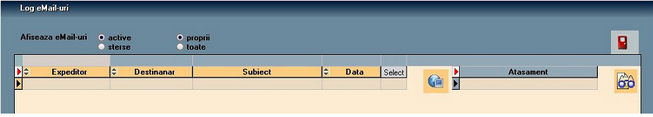 Log eMail-uri
Afiseaza eMail-uri active proprii
sterse toate
Expeditor Destinanar Subiect Data Select Atasament